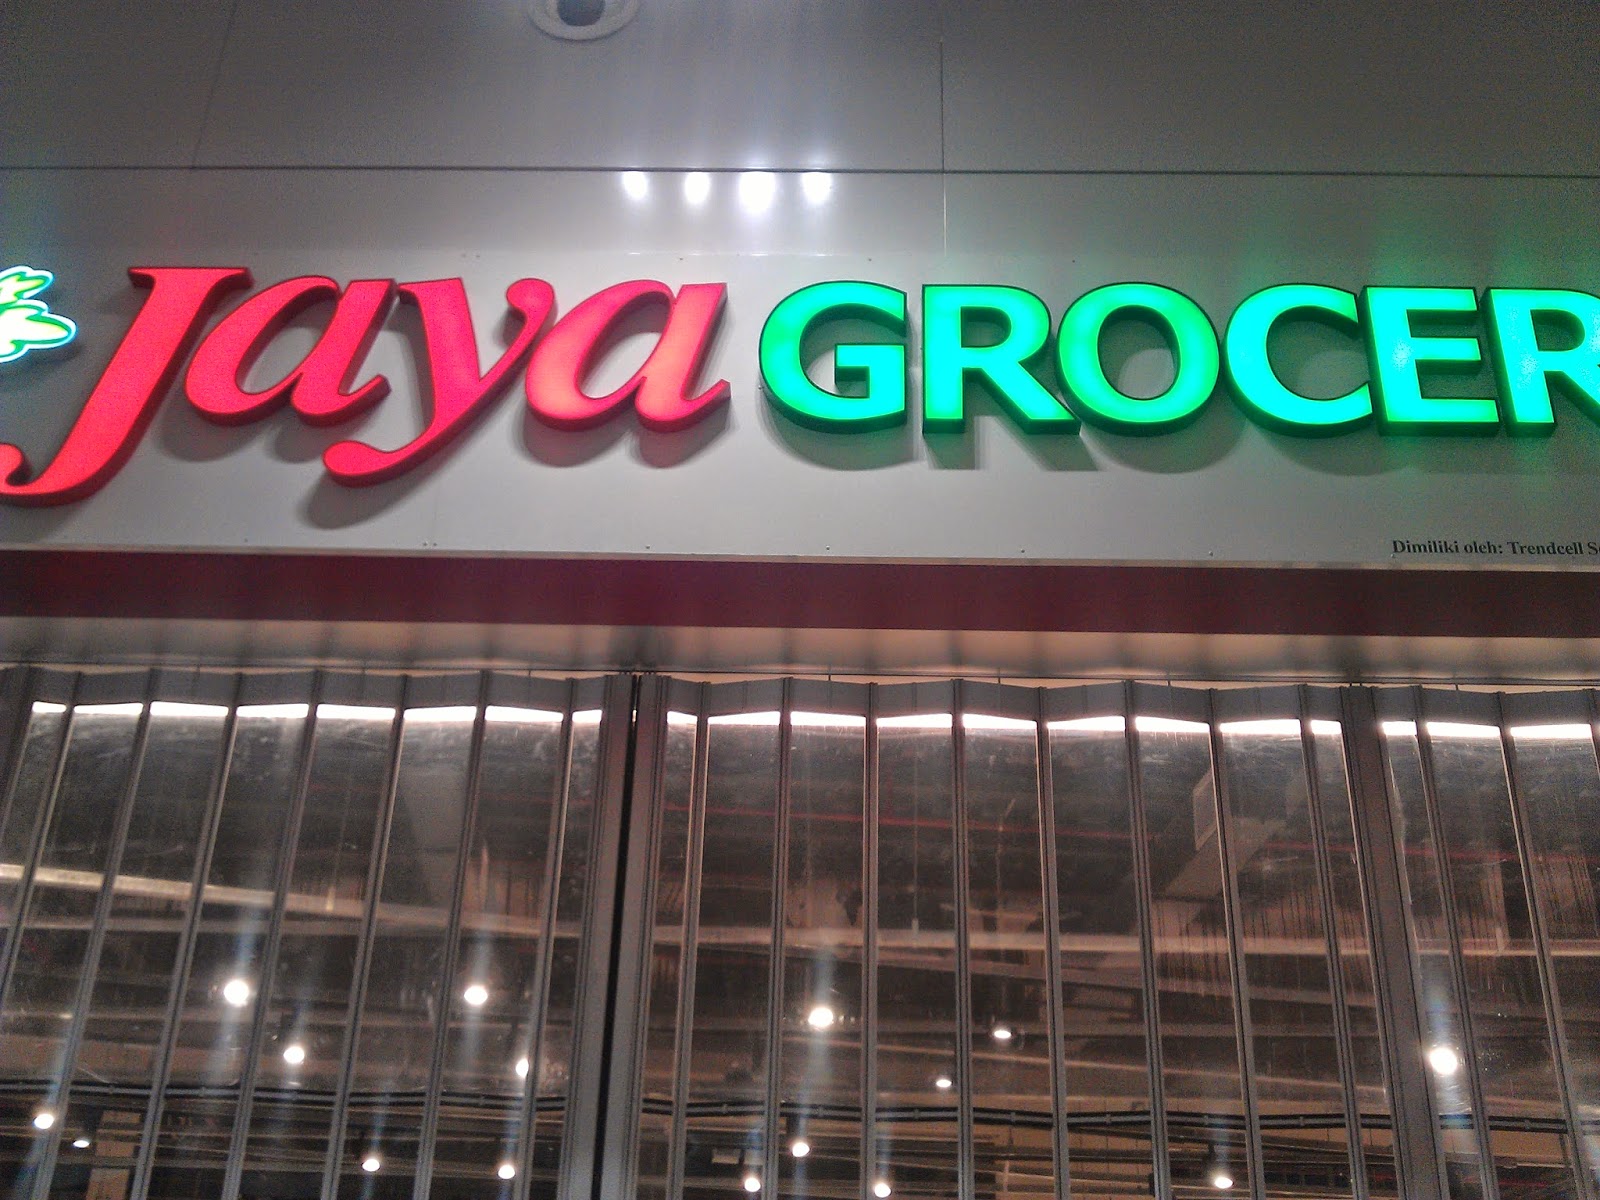 Jaya GROCER
Dimiliki oleh: Trendcell S